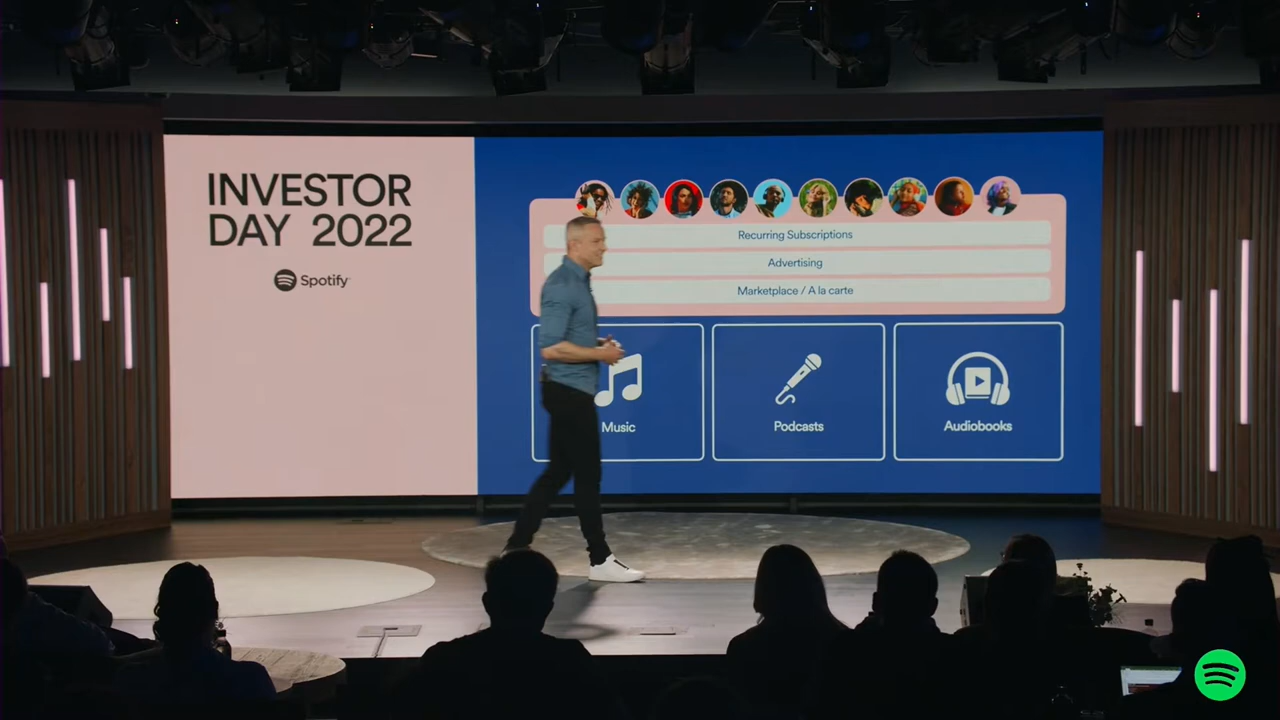 INVESTOR
DAY 2022
Spotify
Recurring Subscriptions
Advertising
Marketplace / A la carte
Music
Podcasts
Audiobooks